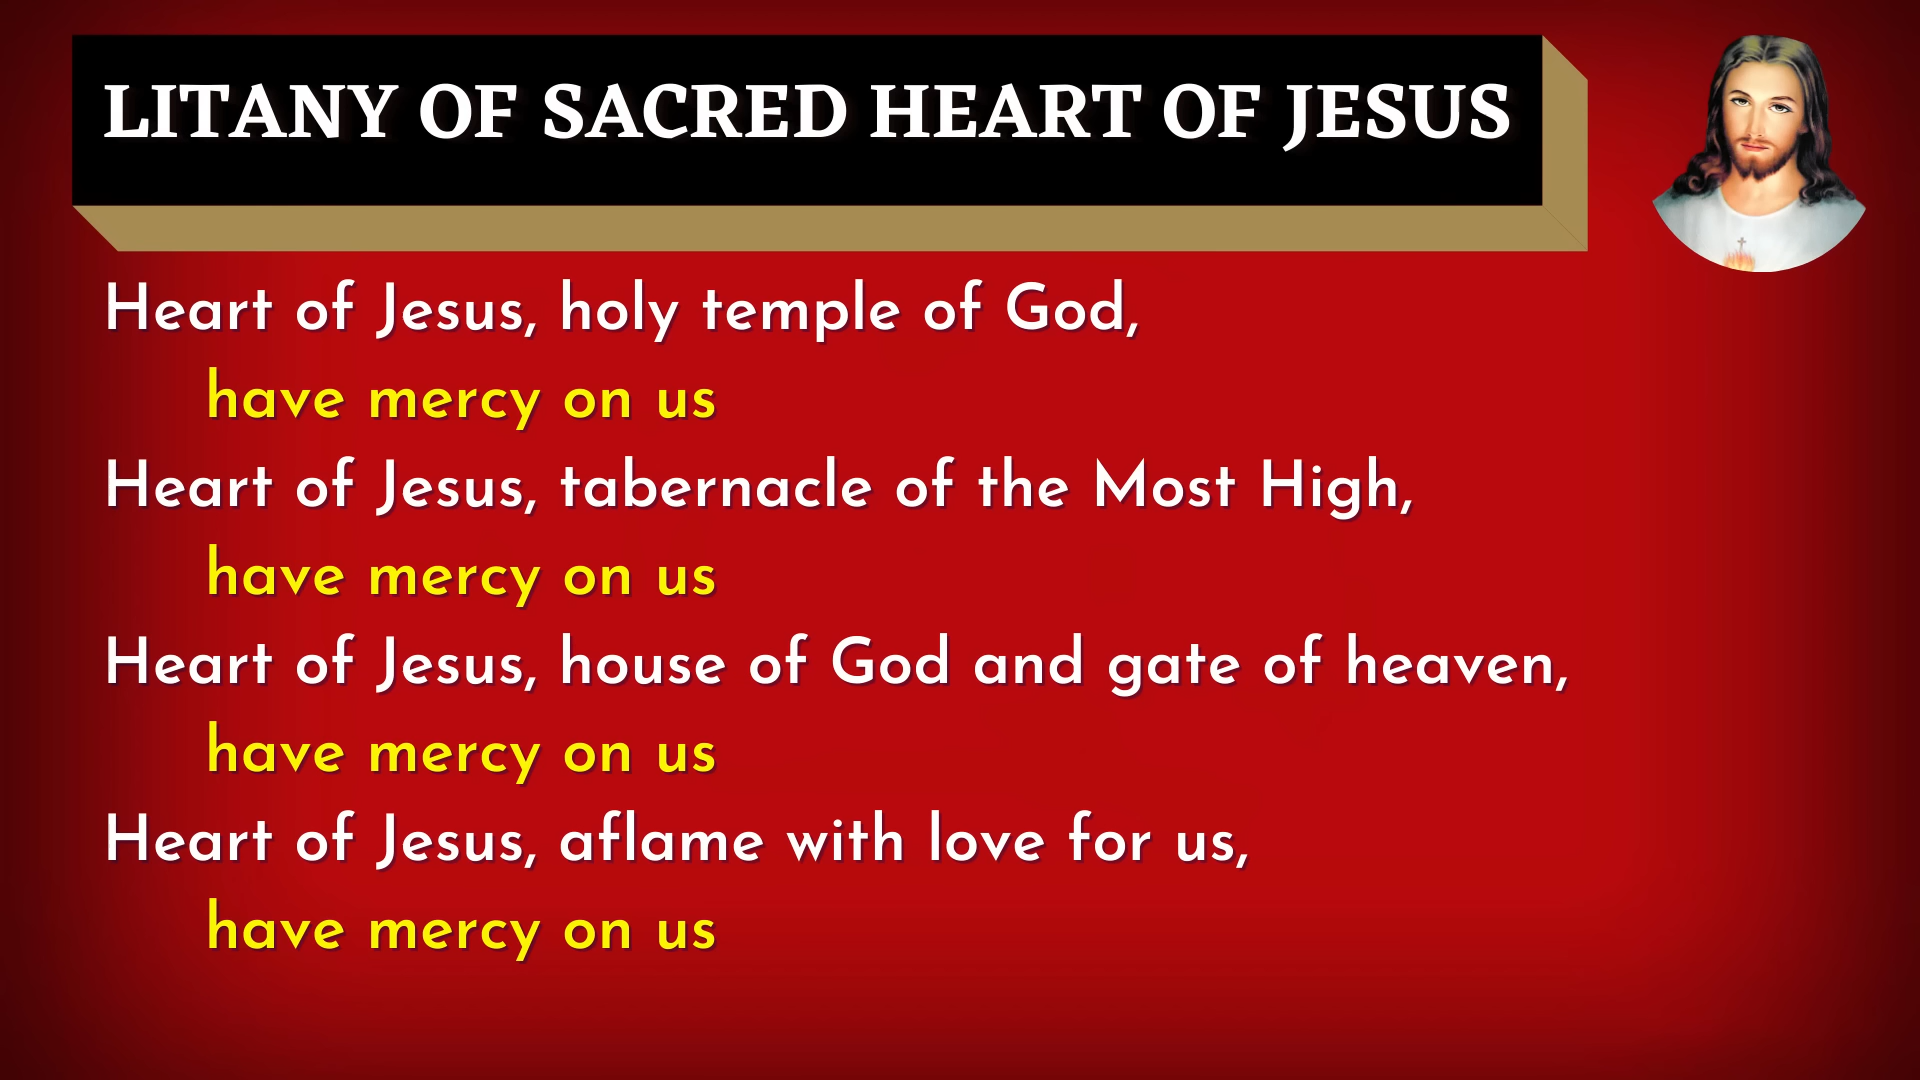 LITANY OF SACRED HEART OF JESUS
Heart of Jesus, holy temple of God,
have mercy on us
Heart of Jesus, tabernacle of the Most High,
have mercy on us
Heart of Jesus, house of God and gate of heaven,
have mercy on us
Heart of Jesus, aflame with love for us,
have mercy on us